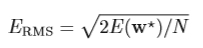 E_RMS = √(2E(w⋆)/N)